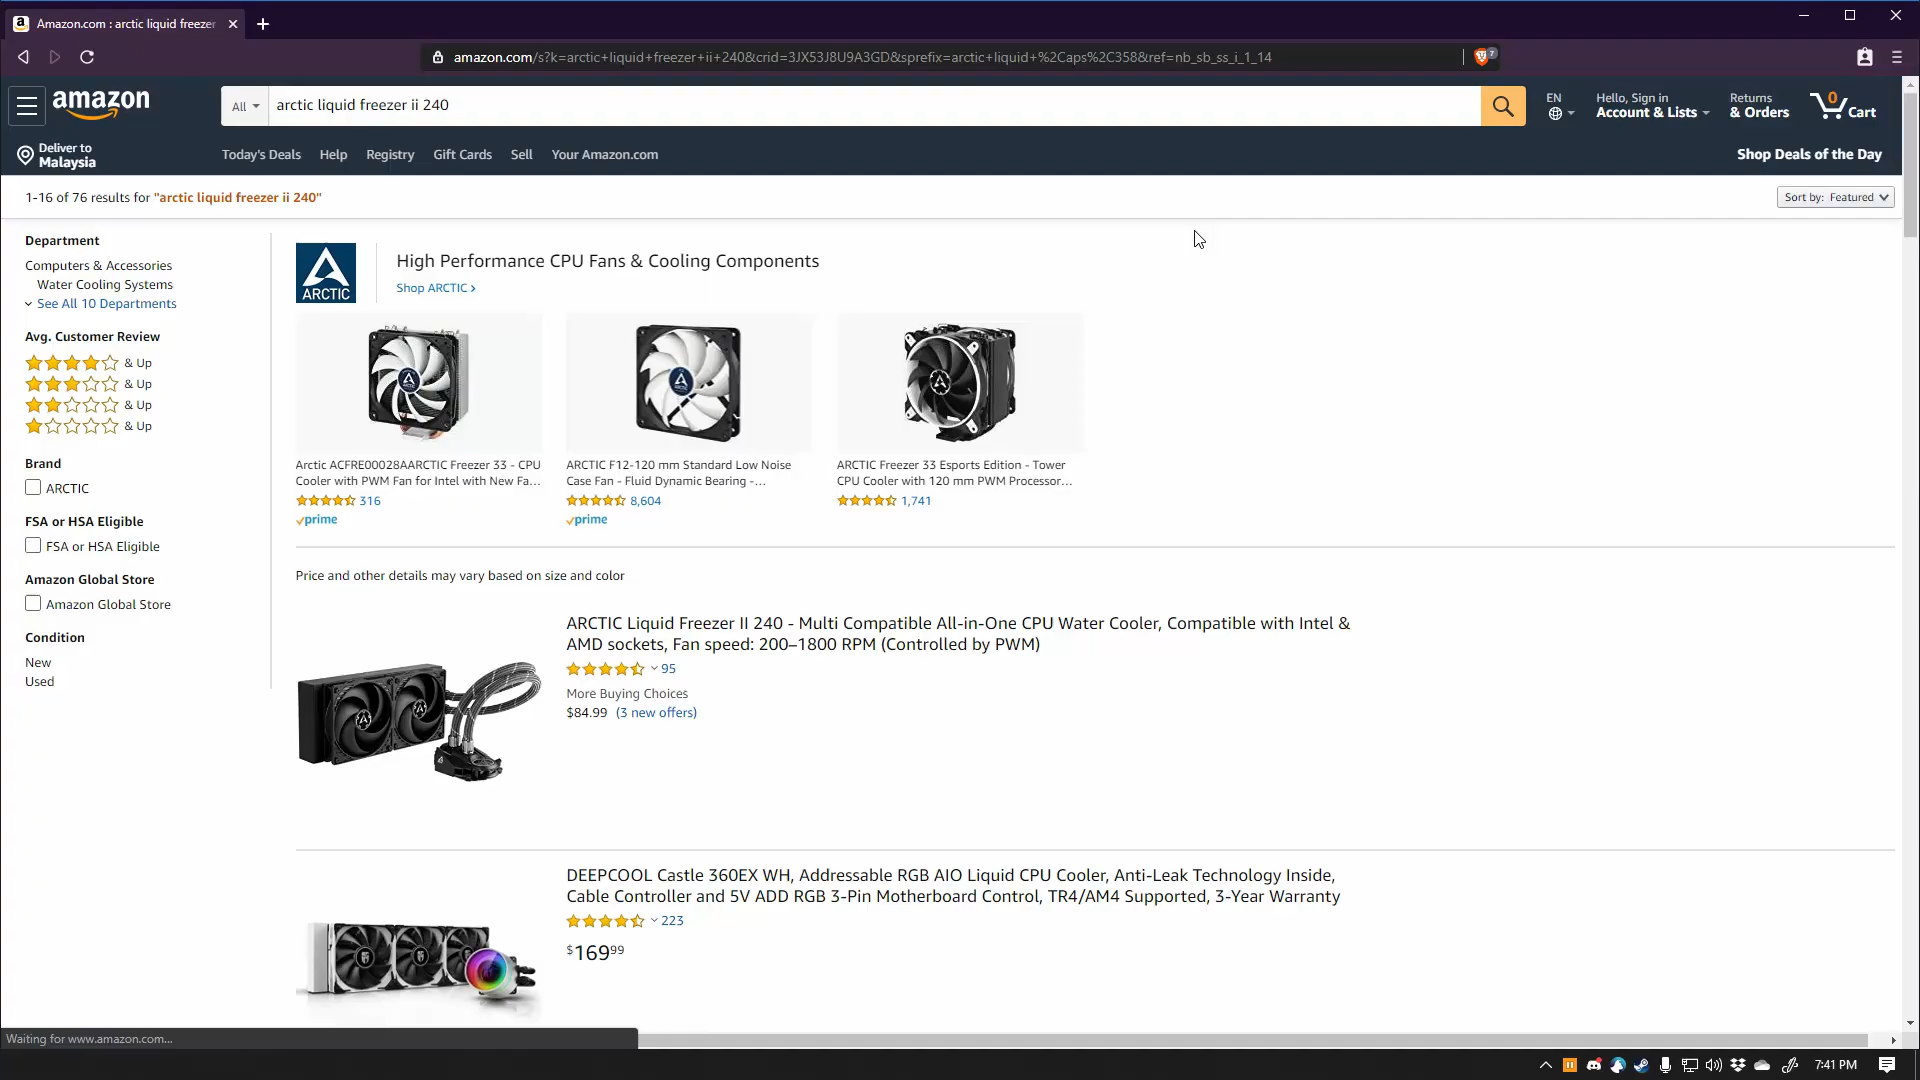 Amazon.com : arctic liquid freezer
amazon.com/s?k=arctic+liquid+freezer+ii+240&crid=3JX53J8U9A3GD&sprefix=arctic+liquid+%2Caps%2C358&ref=nb_sb_ss_i_1_14
7
amazon
All
arctic liquid freezer ii 240
EN
Hello, Sign in
Account & Lists
Returns
& Orders
0
Cart
Deliver to
Malaysia
Today's Deals
Help
Registry
Gift Cards
Sell
Your Amazon.com
Shop Deals of the Day
1-16 of 76 results for "arctic liquid freezer ii 240"
Sort by: Featured
Department
Computers & Accessories
Water Cooling Systems
See All 10 Departments
Avg. Customer Review
& Up
& Up
& Up
& Up
Brand
ARCTIC
FSA or HSA Eligible
FSA or HSA Eligible
Amazon Global Store
Amazon Global Store
Condition
New
Used
ARCTIC
High Performance CPU Fans & Cooling Components
Shop ARCTIC ›
Arctic ACFRE00028AARCTIC Freezer 33 - CPU
Cooler with PWM Fan for Intel with New Fa...
316
prime
ARCTIC F12-120 mm Standard Low Noise
Case Fan - Fluid Dynamic Bearing -...
8,604
prime
ARCTIC Freezer 33 Esports Edition - Tower
CPU Cooler with 120 mm PWM Processor...
1,741
Price and other details may vary based on size and color
ARCTIC Liquid Freezer II 240 - Multi Compatible All-in-One CPU Water Cooler, Compatible with Intel &
AMD sockets, Fan speed: 200–1800 RPM (Controlled by PWM)
95
More Buying Choices
$84.99 (3 new offers)
DEEPCOOL Castle 360EX WH, Addressable RGB AIO Liquid CPU Cooler, Anti-Leak Technology Inside,
Cable Controller and 5V ADD RGB 3-Pin Motherboard Control, TR4/AM4 Supported, 3-Year Warranty
223
$169.99
Waiting for www.amazon.com...
7:41 PM